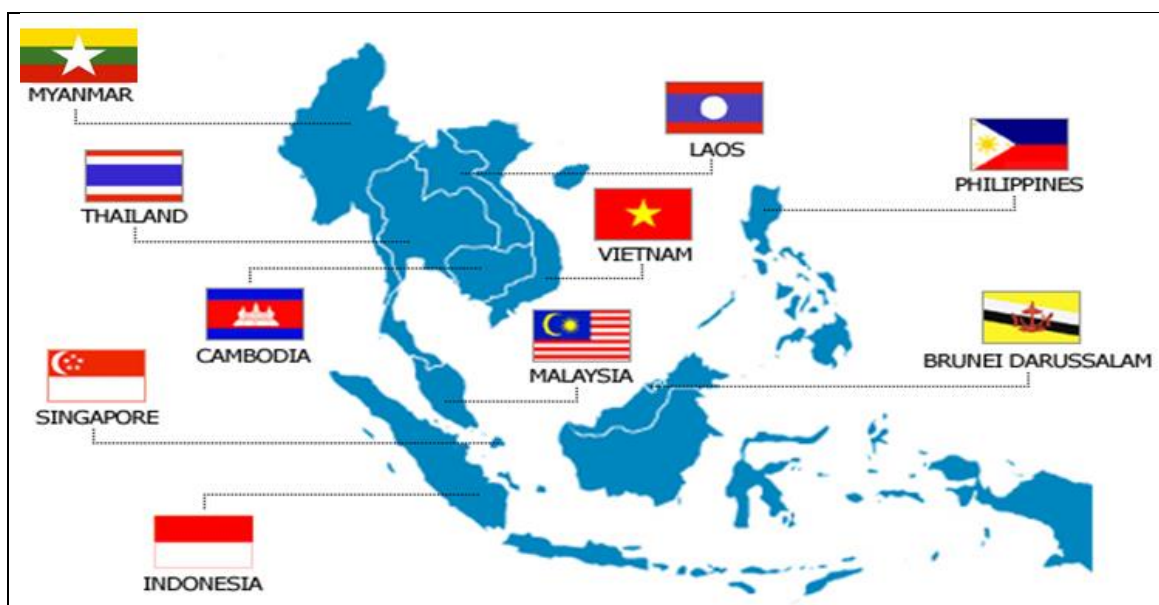 MYANMAR
LAOS
PHILIPPINES
THAILAND
VIETNAM
CAMBODIA
MALAYSIA
BRUNEI DARUSSALAM
SINGAPORE
INDONESIA